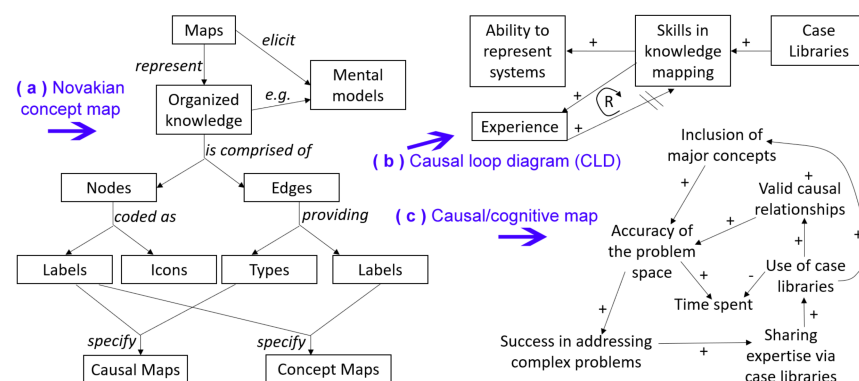 Maps
elicit
represent
Mental
models
( a ) Novakian
concept map
Organized
knowledge
e.g.
is comprised of
Nodes
Edges
coded as
providing
Labels
Icons
Types
Labels
specify
specify
Causal Maps
Concept Maps
Ability to
represent
systems
+
Skills in
knowledge
mapping
+
Case
Libraries
+
R
Experience
+
( b ) Causal loop diagram (CLD)
Inclusion of
major concepts
+
+
Valid causal
relationships
( c ) Causal/cognitive map
+
Accuracy of
the problem
space
+
+
+
-
Use of case
libraries
Time spent
+
+
Success in addressing
complex problems
+
Sharing
expertise via
case libraries